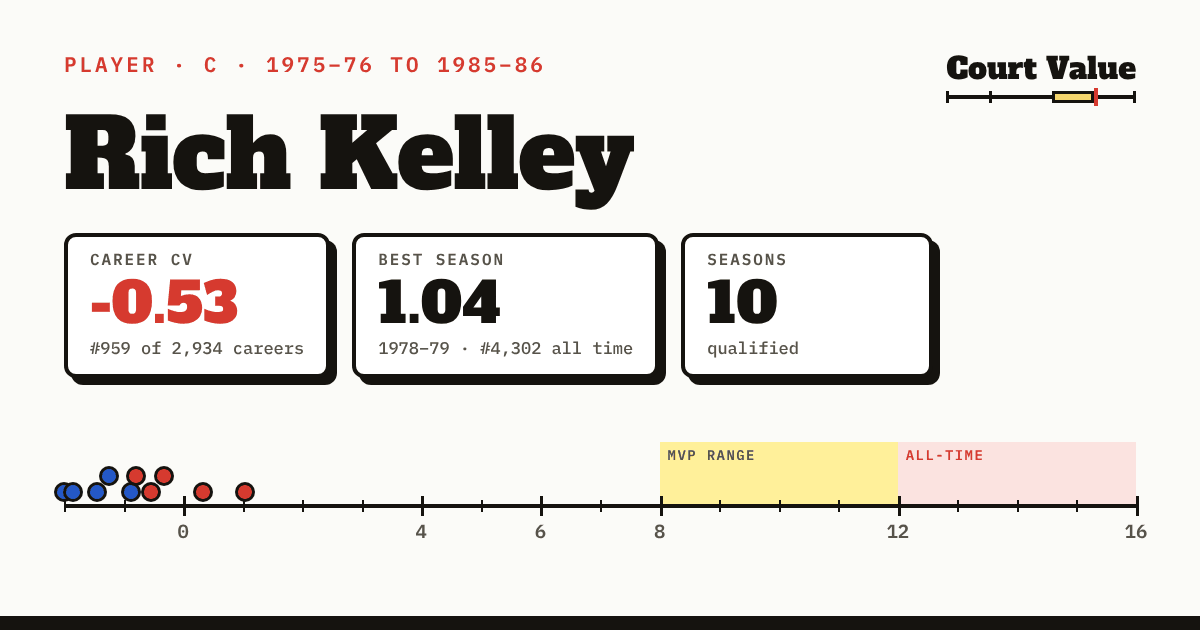 PLAYER · C · 1975–76 TO 1985–86
Court Value
Rich Kelley
CAREER CV
-0.53
#959 of 2,934 careers
BEST SEASON
1.04
1978–79 · #4,302 all time
SEASONS
10
qualified
MVP RANGE
ALL-TIME
0 4 6 8 12 16